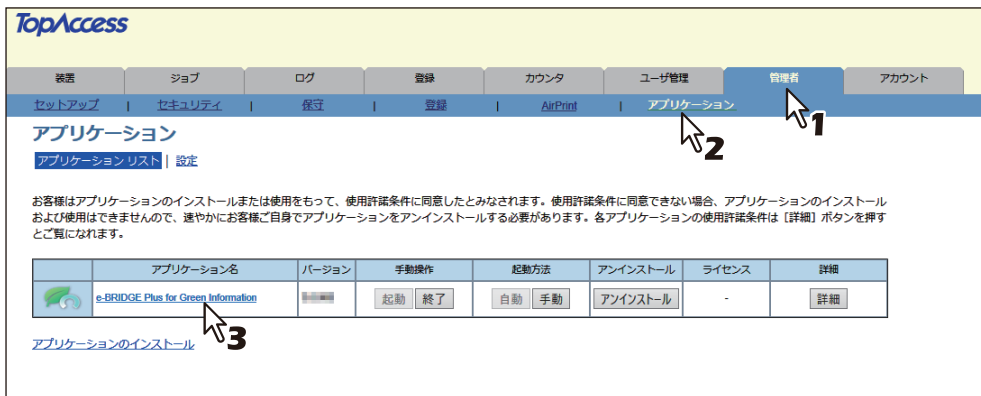 TopAccess
装置 ジョブ ログ 登録 カウンタ ユーザ管理 管理者 アカウント
セットアップ | セキュリティ | 保守 | 登録 | AirPrint | アプリケーション
1
2
アプリケーション
アプリケーション リスト | 設定
お客様はアプリケーションのインストールまたは使用をもって、使用許諾条件に同意したとみなされます。使用許諾条件に同意できない場合、アプリケーションのインストール
および使用はできませんので、速やかにお客様ご自身でアプリケーションをアンインストールする必要があります。各アプリケーションの使用許諾条件は［詳細］ボタンを押す
とご覧になれます。
アプリケーション名 バージョン 手動操作 起動方法 アンインストール ライセンス 詳細
e-BRIDGE Plus for Green Information 起動 終了 自動 手動 アンインストール - 詳細
3
アプリケーションのインストール